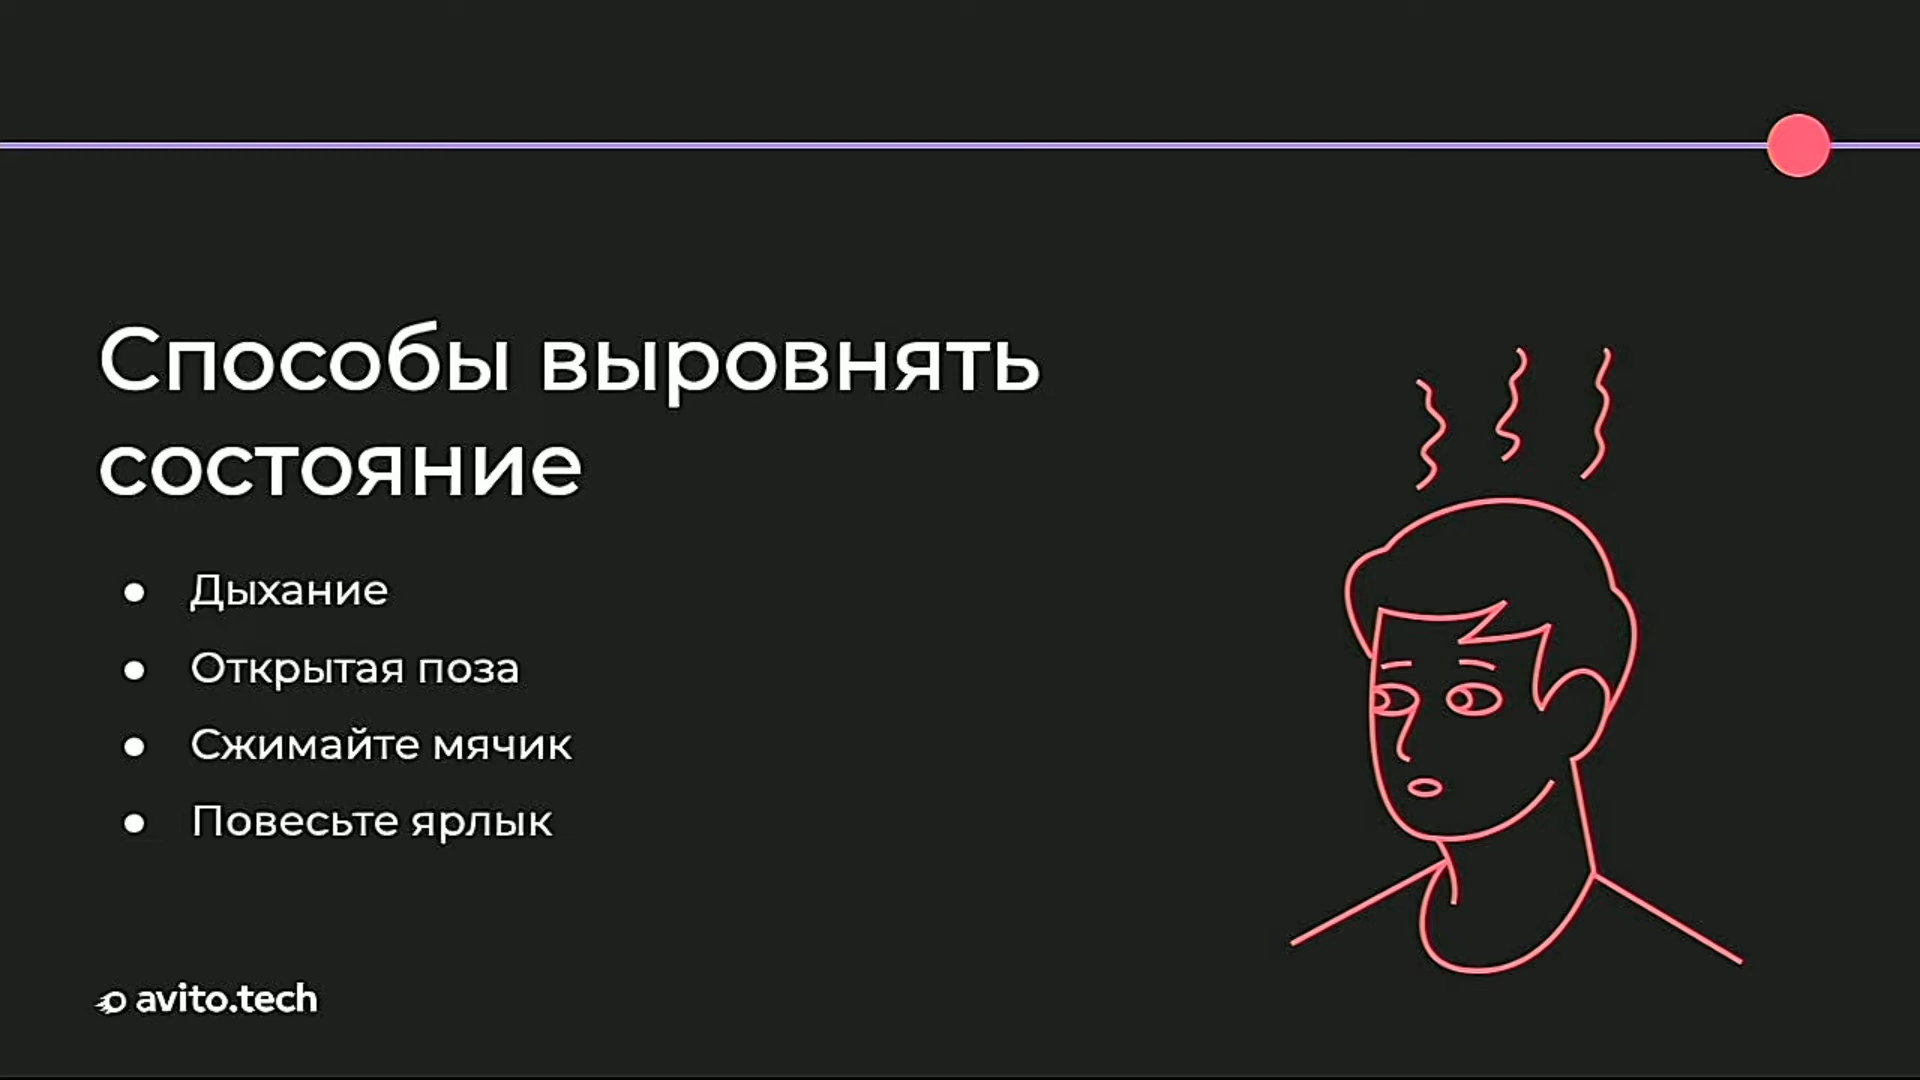 Способы выровнять
состояние
● Дыхание
● Открытая поза
● Сжимайте мячик
● Повесьте ярлык
avito.tech